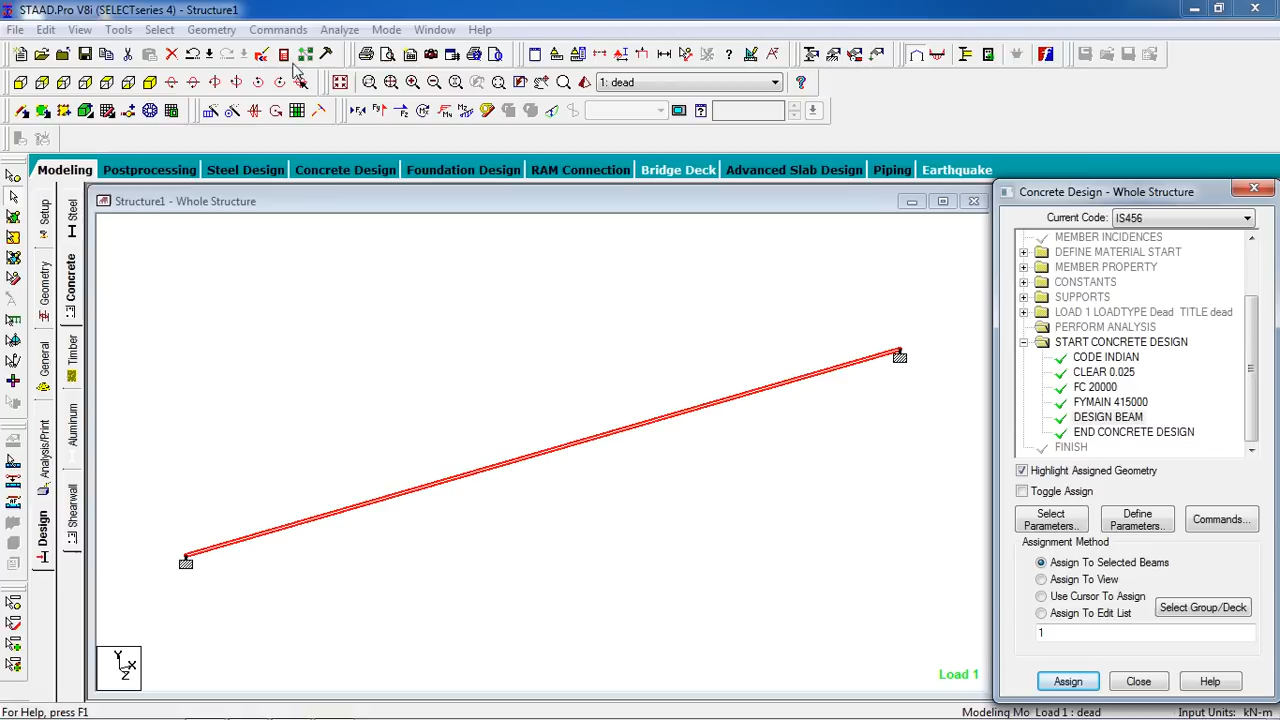 STAAD.Pro V8i (SELECTseries 4) - Structure1
File Edit View Tools Select Geometry Commands Analyze Mode Window Help
1: dead
Modeling Postprocessing Steel Design Concrete Design Foundation Design RAM Connection Bridge Deck Advanced Slab Design Piping Earthquake
Setup
Geometry
General
Analysis/Print
Design
Steel
Concrete
Timber
Aluminum
Shearwall
Structure1 - Whole Structure
Y
X
Z
Load 1
Concrete Design - Whole Structure
Current Code: IS456
MEMBER INCIDENCES
DEFINE MATERIAL START
MEMBER PROPERTY
CONSTANTS
SUPPORTS
LOAD 1 LOADTYPE Dead TITLE dead
PERFORM ANALYSIS
START CONCRETE DESIGN
CODE INDIAN
CLEAR 0.025
FC 20000
FYMAIN 415000
DESIGN BEAM
END CONCRETE DESIGN
FINISH
Highlight Assigned Geometry
Toggle Assign
Select Parameters..
Define Parameters..
Commands...
Assignment Method
Assign To Selected Beams
Assign To View
Use Cursor To Assign
Assign To Edit List
Select Group/Deck
1
Assign Close Help
For Help, press F1
Modeling Mo Load 1 : dead Input Units: kN-m